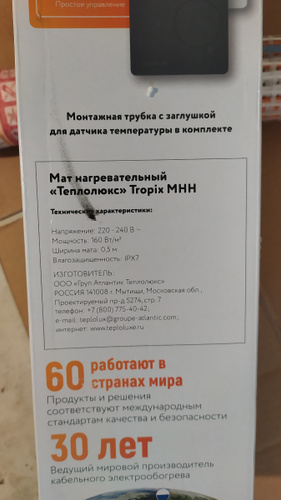 Простое управление
Монтажная трубка с заглушкой
для датчика температуры в комплекте
Мат нагревательный
«Теплолюкс» Tropix МНН
Технические характеристики:
Напряжение: 220 - 240 В ~
Мощность: 160 Вт/м²
Ширина мата: 0,5 м
Влагозащищенность: IPX7
ИЗГОТОВИТЕЛЬ:
ООО «Груп Атлантик Теплолюкс»
РОССИЯ 141008 г. Мытищи, Московская обл.,
Проектируемый пр-д 5274, стр. 7
телефон: +7 (800) 775-40-42;
e-mail: teplolux@groupe-atlantic.com;
интернет: www.teploluxe.ru
60 работают в
странах мира
Продукты и решения
соответствуют международным
стандартам качества и безопасности
30 лет
Ведущий мировой производитель
кабельного электрообогрева